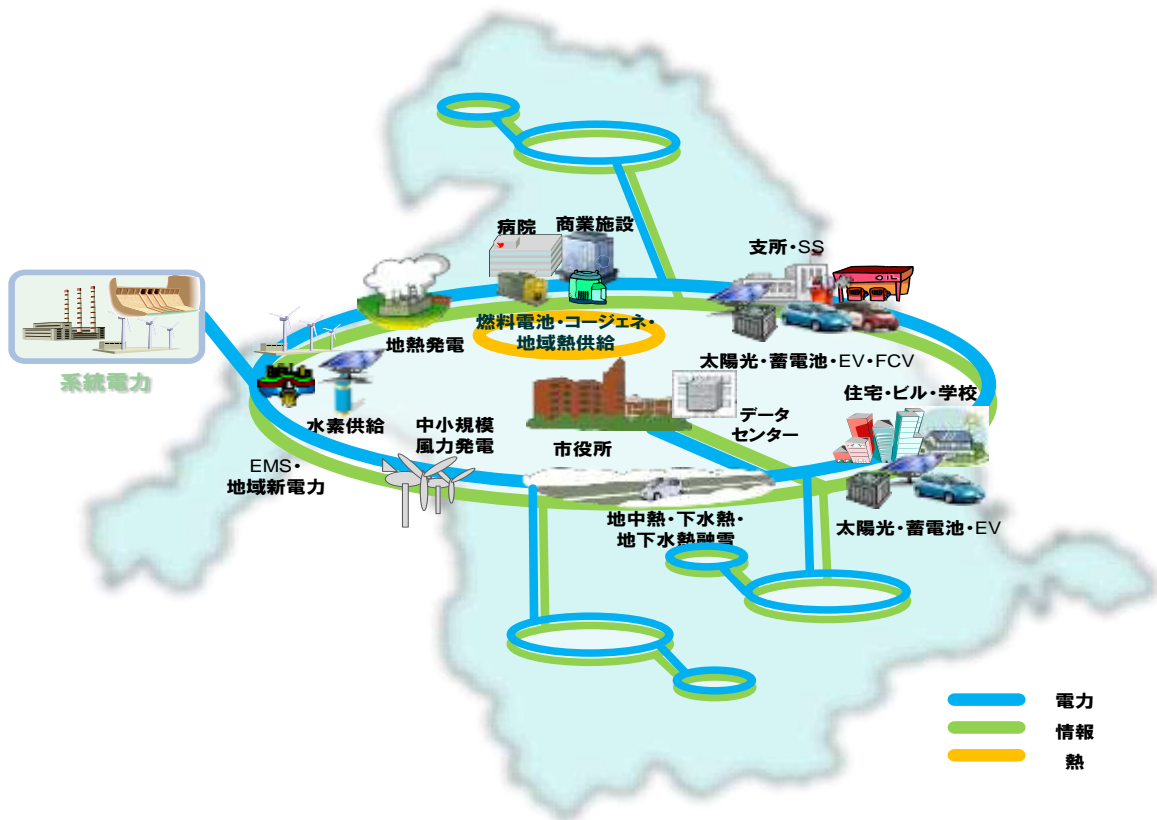 病院
商業施設
支所・SS
OIL
燃料電池・コージェネ・
地域熱供給
地熱発電
太陽光・蓄電池・EV・FCV
系統電力
住宅・ビル・学校
水素供給
中小規模
風力発電
市役所
データ
センター
EMS・
地域新電力
地中熱・下水熱・
地下水熱融雪
太陽光・蓄電池・EV
電力
情報
熱